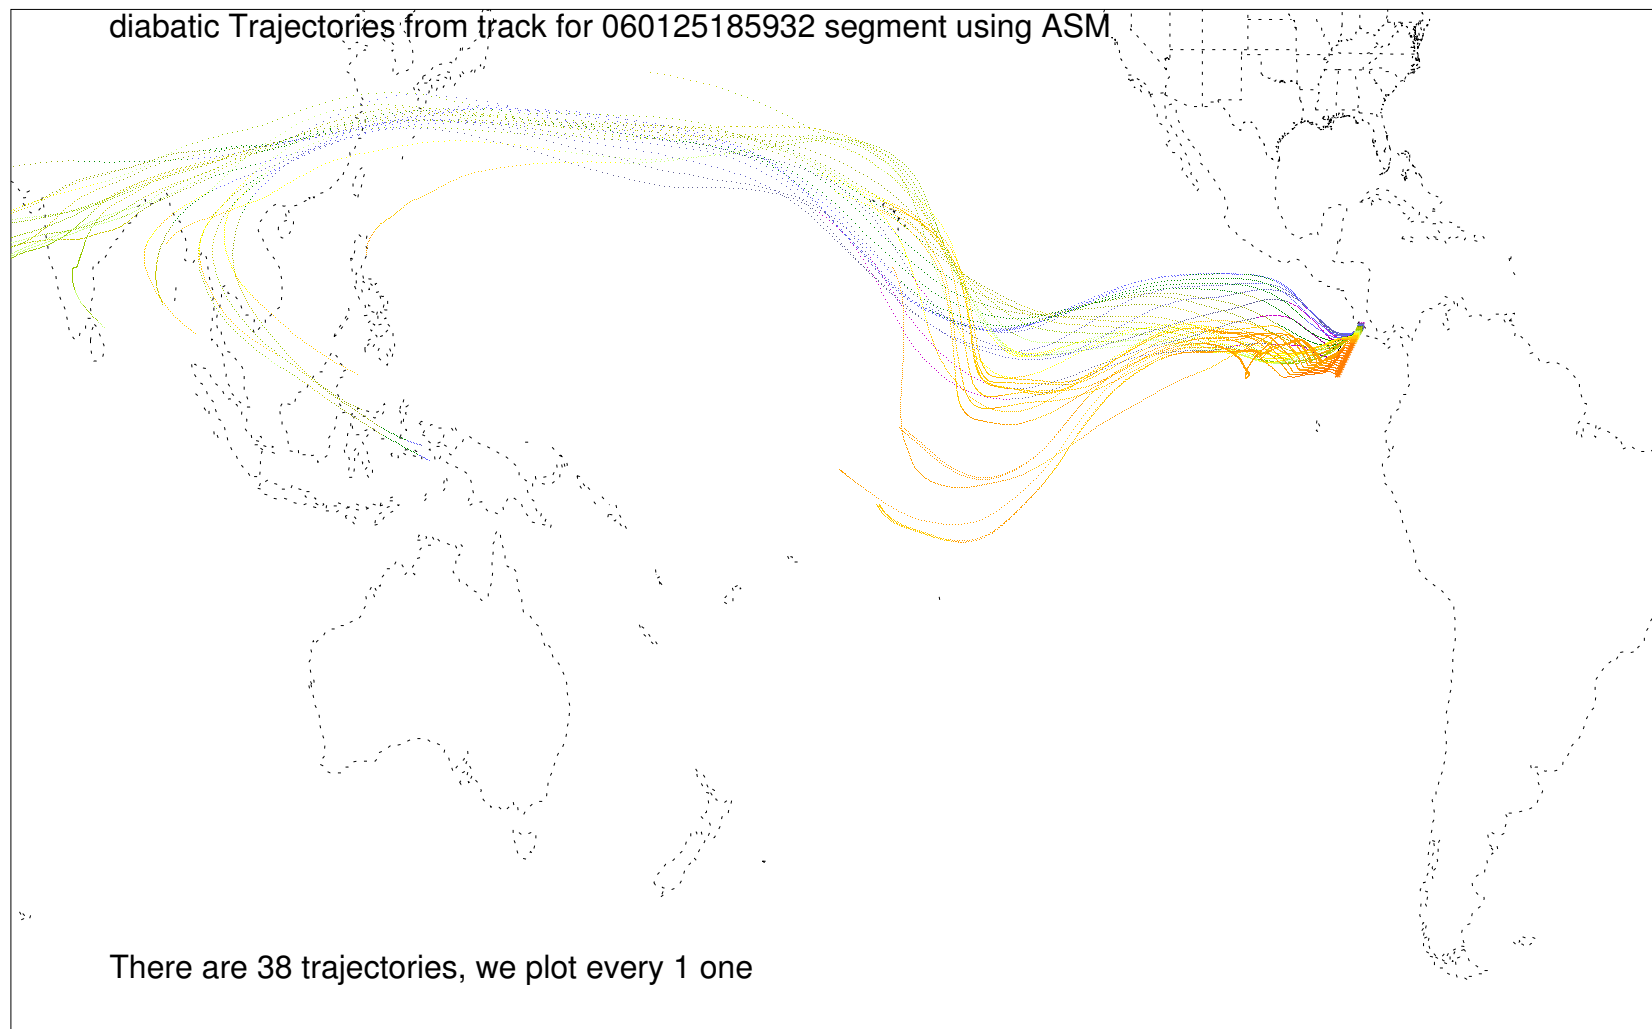 diabatic Trajectories from track for 060125185932 segment using ASM
There are 38 trajectories, we plot every 1 one